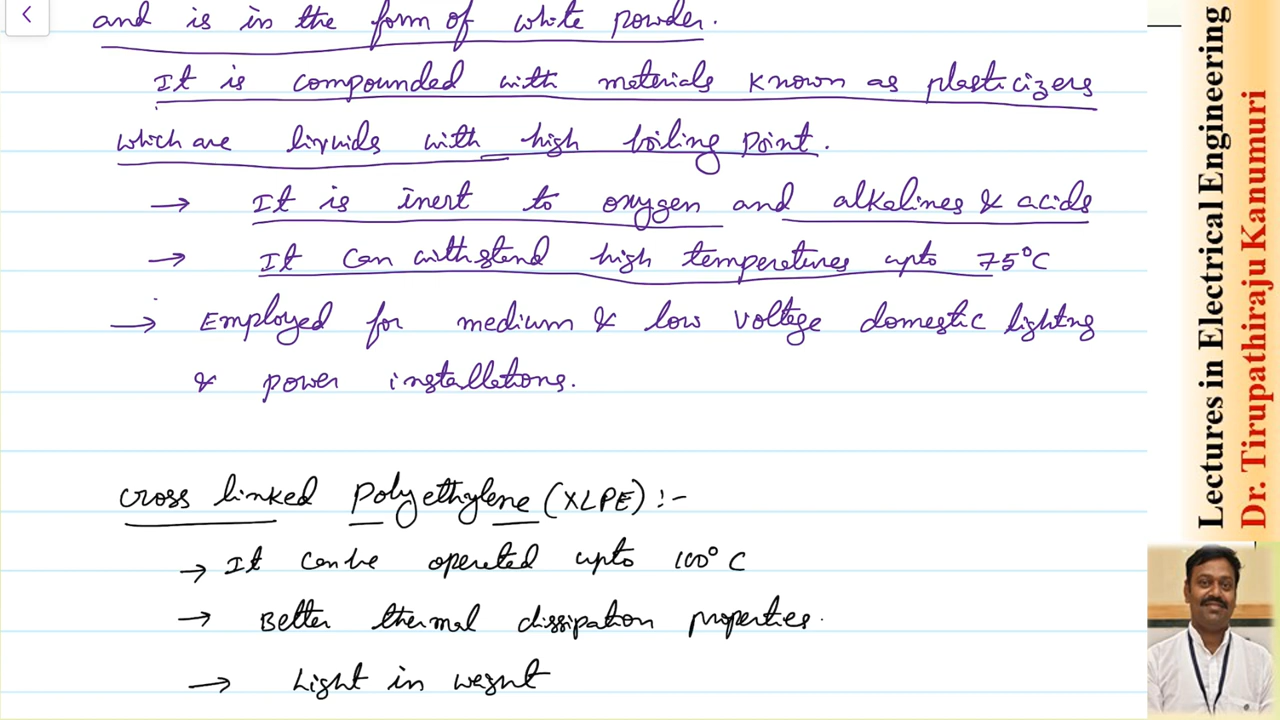 and is in the form of white powder.
It is compounded with materials known as plasticizers
which are liquids with high boiling point.
→ It is inert to oxygen and alkalines & acids
→ It can withstand high temperatures upto 75°C
→ Employed for medium & low voltage domestic lighting
& power installations.
cross linked polyethylene (XLPE) :-
→ It can be operated upto 100°C
→ Better thermal dissipation properties.
→ Light in weight
Lectures in Electrical Engineering
Dr. Tirupathiraju Kanumuri